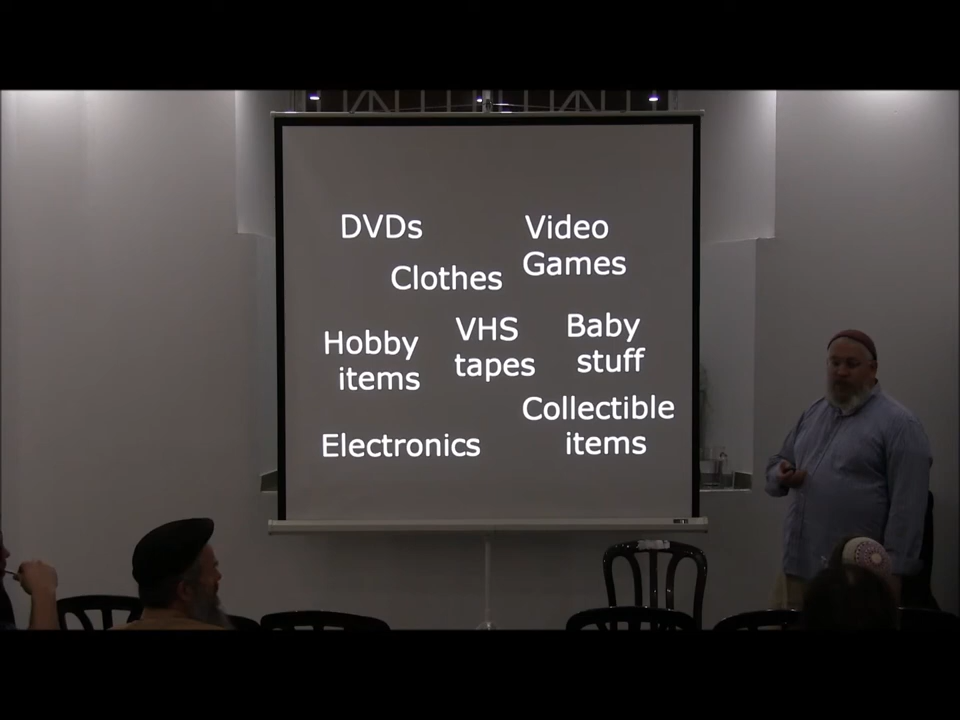 DVDs
Video
Games
Clothes
Hobby
items
VHS
tapes
Baby
stuff
Collectible
items
Electronics